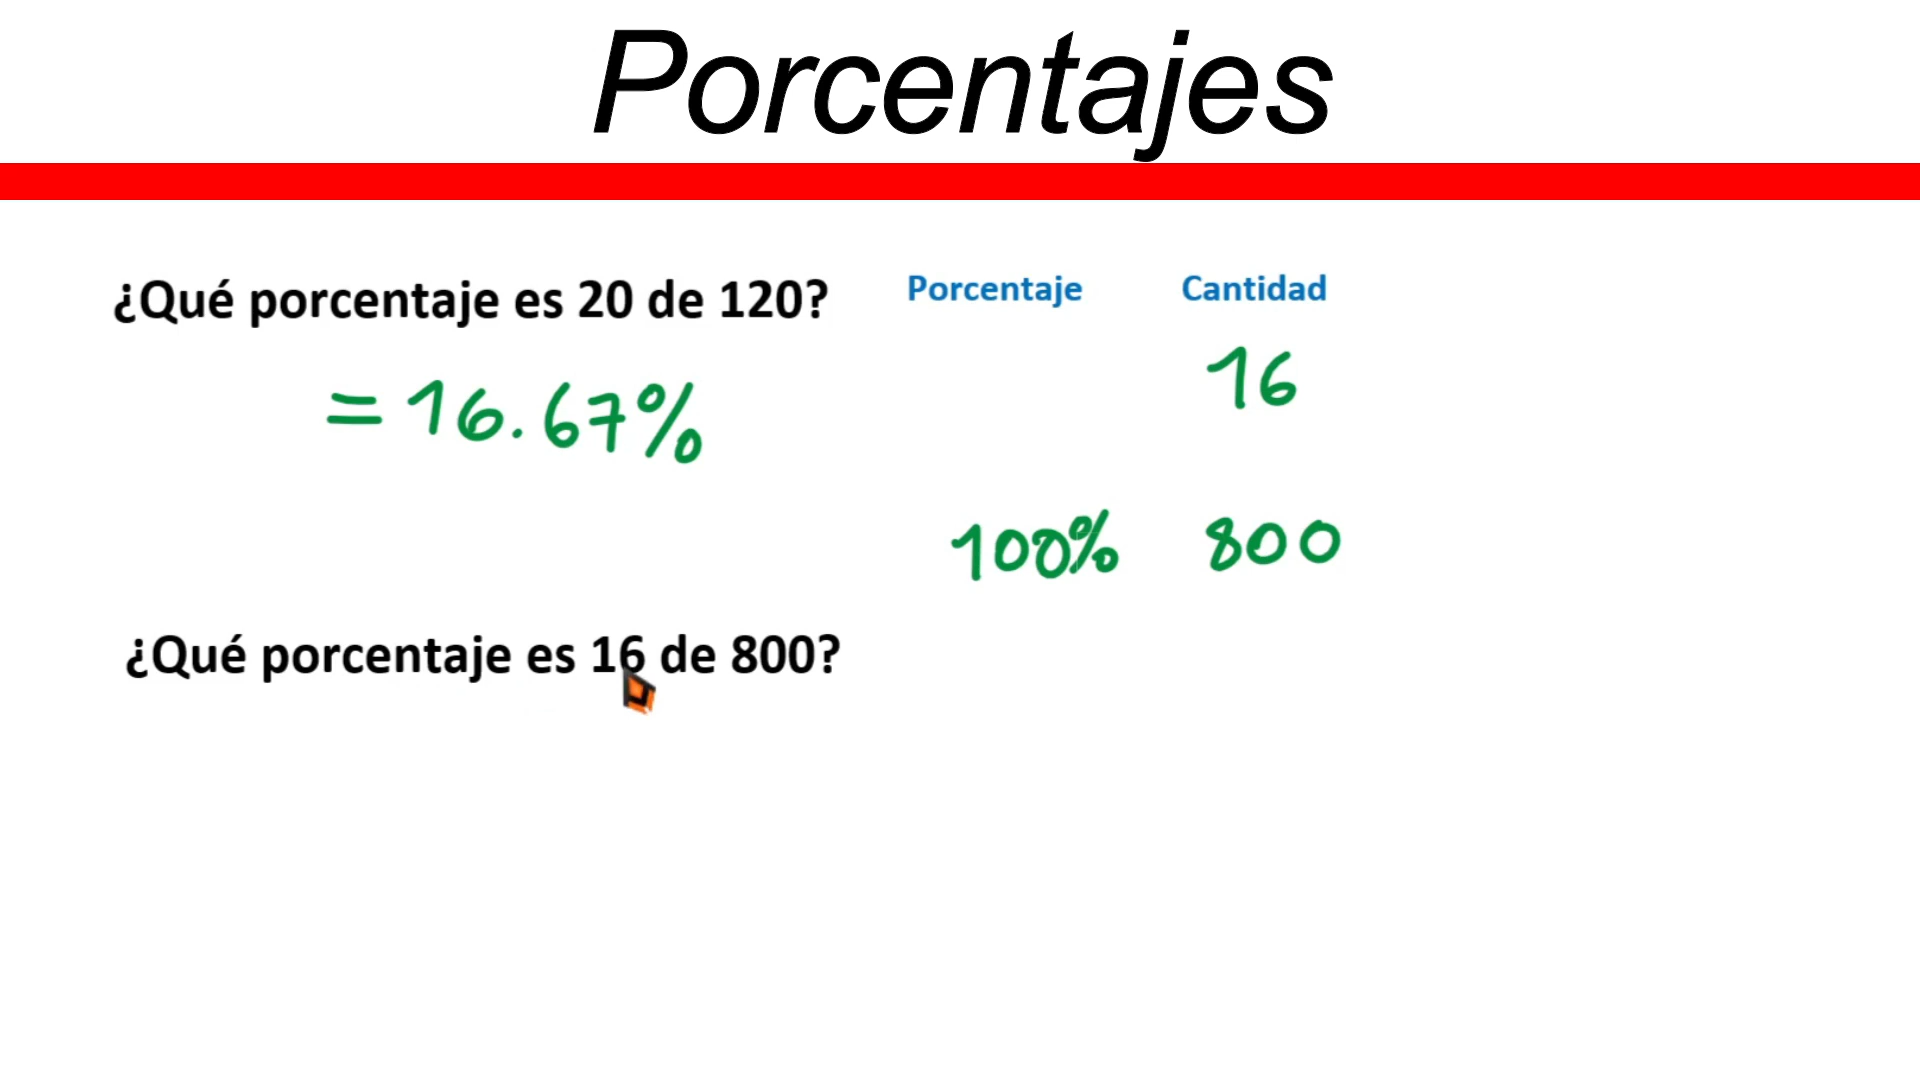 Porcentajes
¿Qué porcentaje es 20 de 120?
= 16.67%
Porcentaje Cantidad
16
100% 800
¿Qué porcentaje es 16 de 800?